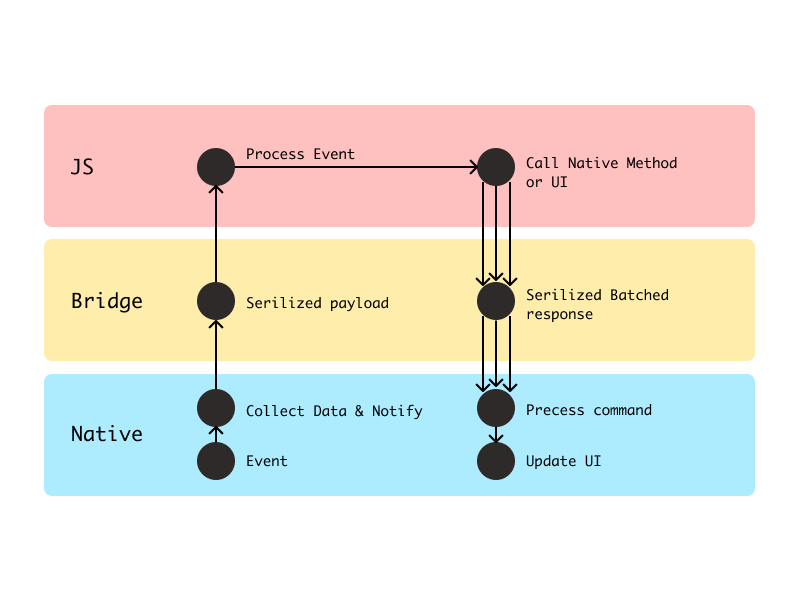 JS
Process Event
Call Native Method
or UI
Bridge
Serilized payload
Serilized Batched
response
Native
Collect Data & Notify
Precess command
Event
Update UI